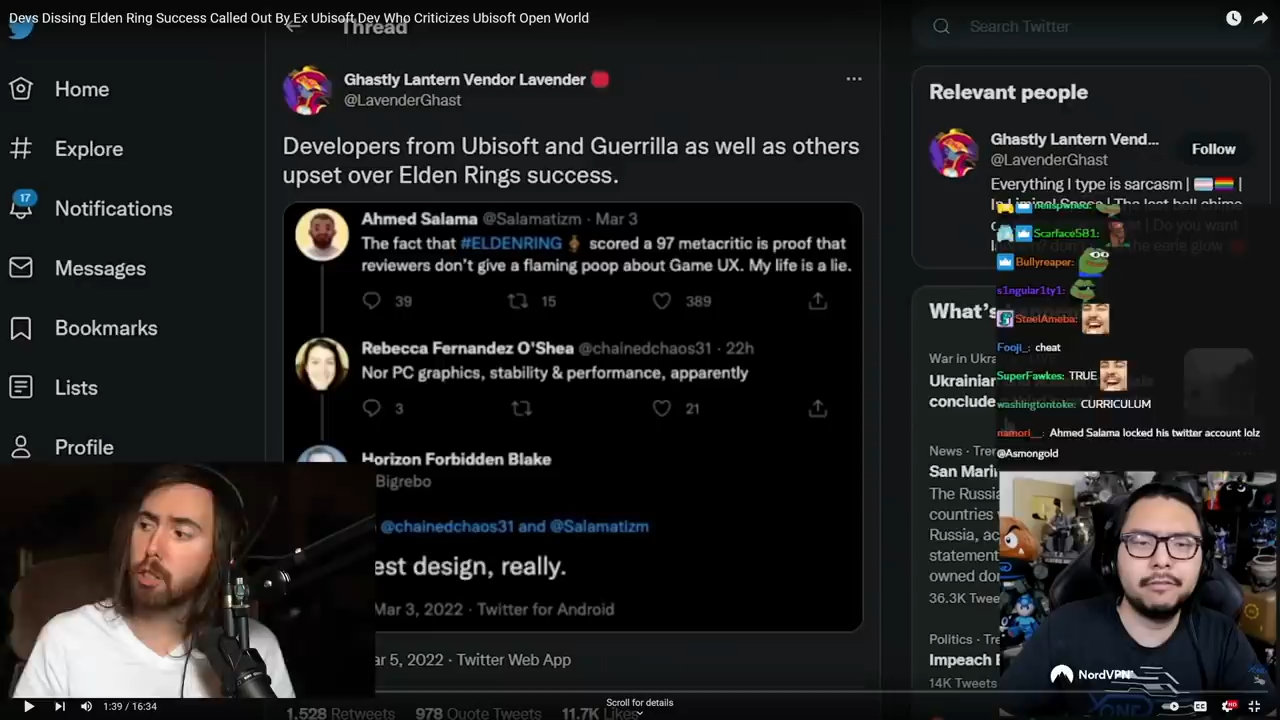 Devs Dissing Elden Ring Success Called Out By Ex Ubisoft Dev Who Criticizes Ubisoft Open World
Thread
Search Twitter
Home
Explore
17
Notifications
Messages
Bookmarks
Lists
Profile
Ghastly Lantern Vendor Lavender
@LavenderGhast
Developers from Ubisoft and Guerrilla as well as others
upset over Elden Rings success.
Ahmed Salama @Salamatizm · Mar 3
The fact that #ELDENRING scored a 97 metacritic is proof that
reviewers don't give a flaming poop about Game UX. My life is a lie.
39
15
389
Rebecca Fernandez O'Shea @chainedchaos31 · 22h
Nor PC graphics, stability & performance, apparently
3
21
Horizon Forbidden Blake
Bigrebo
@chainedchaos31 and @Salamatizm
est design, really.
Mar 3, 2022 · Twitter for Android
ar 5, 2022 · Twitter Web App
1,528 Retweets 978 Quote Tweets 11.7K Likes
Relevant people
Ghastly Lantern Vend...
@LavenderGhast
Follow
Everything I type is sarcasm | |
Scarface581:
Bullyreaper:
s1ngular1ty1:
SteelAmeba:
Fooji_: cheat
SuperFawkes: TRUE
washingtontoke: CURRICULUM
namori__: Ahmed Salama locked his twitter account lolz
@Asmongold
What's
War in Ukra
Ukrainian
conclude
News · Tre
San Mari
The Russia
countries
Russia, ac
statement
owned do
36.3K Twee
Politics · Tre
Impeach
14K Tweets
NordVPN
1:39 / 16:34
Scroll for details
CC
HD